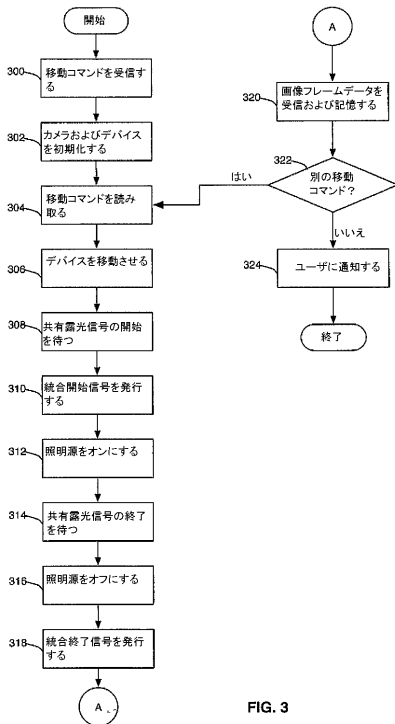 開始
300
移動コマンドを受信す
る
302
カメラおよびデバイス
を初期化する
304
移動コマンドを読み
取る
306
デバイスを移動させる
308
共有露光信号の開始
を待つ
310
統合開始信号を発行
する
312
照明源をオンにする
314
共有露光信号の終了
を待つ
316
照明源をオフにする
318
統合終了信号を発行
する
A
A
320
画像フレームデータを
受信および記憶する
322
別の移動
コマンド?
はい
いいえ
324
ユーザに通知する
終了
FIG. 3